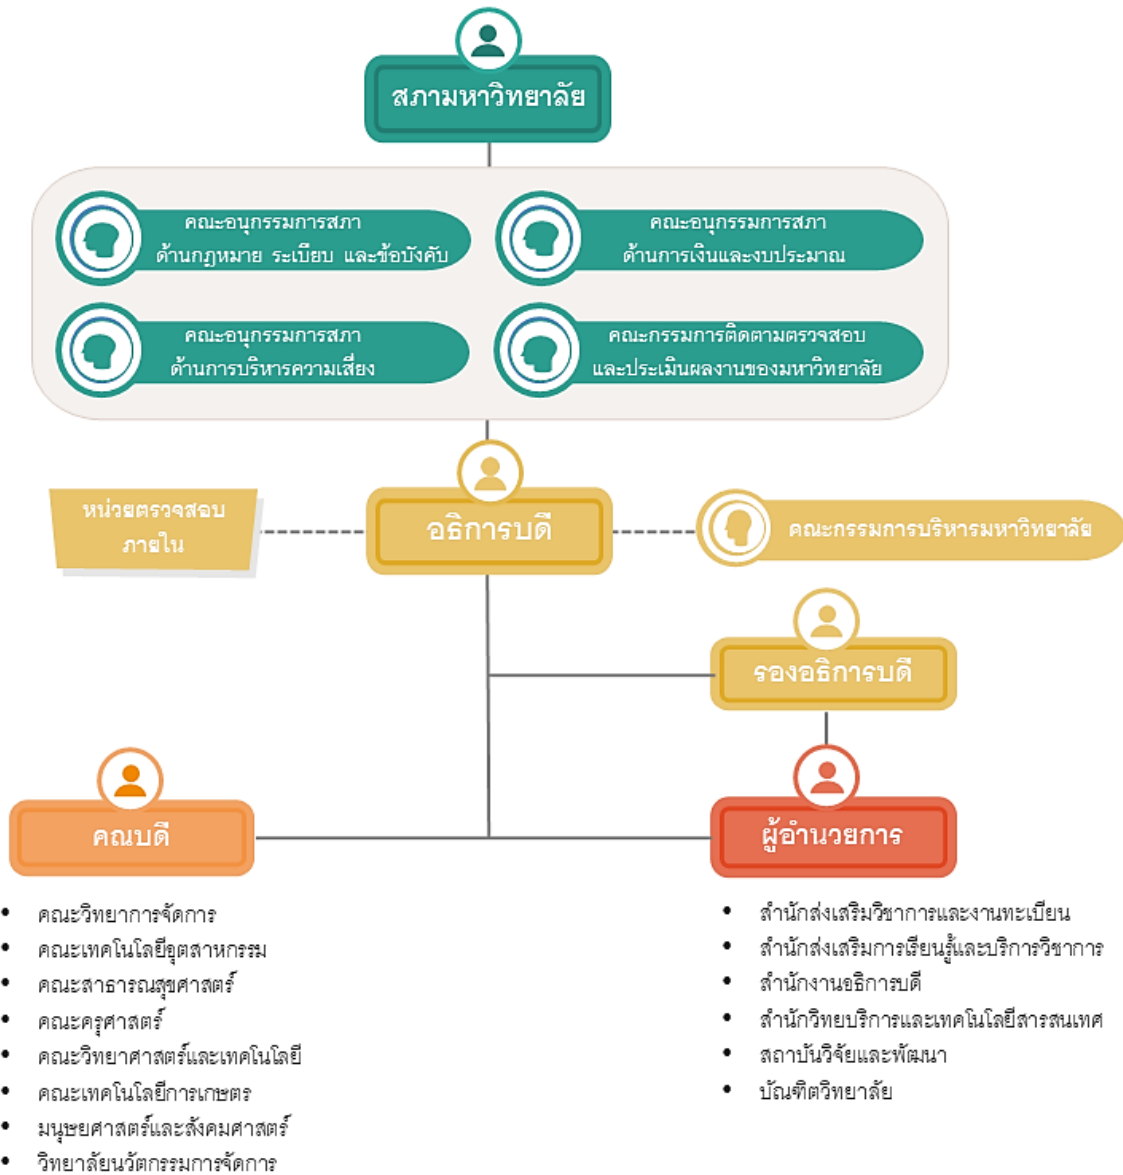 สภามหาวิทยาลัย
คณะอนุกรรมการสภา
ด้านกฎหมาย ระเบียบ และข้อบังคับ
คณะอนุกรรมการสภา
ด้านการเงินและงบประมาณ
คณะอนุกรรมการสภา
ด้านการบริหารความเสี่ยง
คณะกรรมการติดตามตรวจสอบ
และประเมินผลงานของมหาวิทยาลัย
หน่วยตรวจสอบ
ภายใน
อธิการบดี
คณะกรรมการบริหารมหาวิทยาลัย
รองอธิการบดี
คณบดี
ผู้อำนวยการ
• คณะวิทยาการจัดการ
• คณะเทคโนโลยีอุตสาหกรรม
• คณะสาธารณสุขศาสตร์
• คณะครุศาสตร์
• คณะวิทยาศาสตร์และเทคโนโลยี
• คณะเทคโนโลยีการเกษตร
• มนุษยศาสตร์และสังคมศาสตร์
• วิทยาลัยนวัตกรรมการจัดการ
• สำนักส่งเสริมวิชาการและงานทะเบียน
• สำนักส่งเสริมการเรียนรู้และบริการวิชาการ
• สำนักงานอธิการบดี
• สำนักวิทยบริการและเทคโนโลยีสารสนเทศ
• สถาบันวิจัยและพัฒนา
• บัณฑิตวิทยาลัย